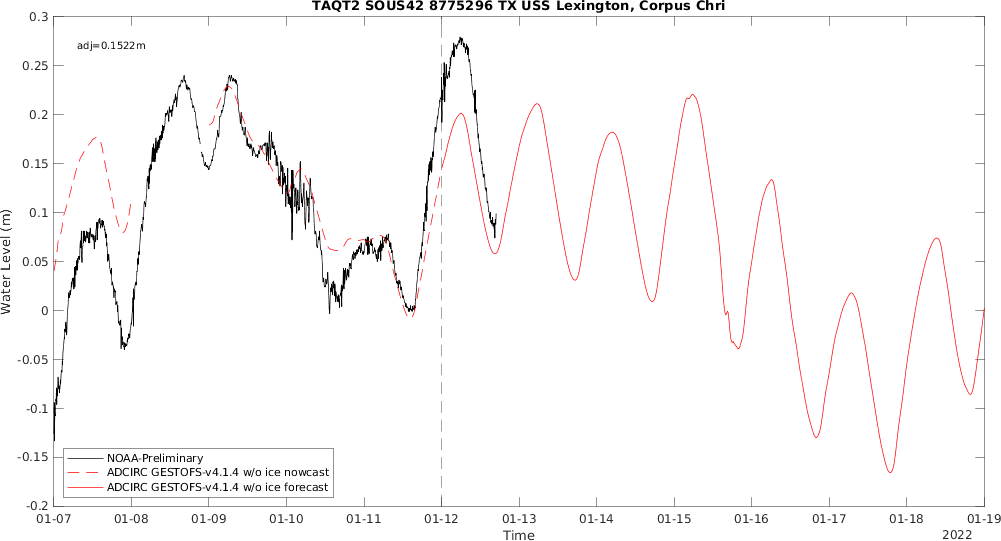 TAQT2 SOUS42 8775296 TX USS Lexington, Corpus Chri
adj=0.1522m
0.3
0.25
0.2
0.15
0.1
0.05
0
-0.05
-0.1
-0.15
-0.2
Water Level (m)
NOAA-Preliminary
ADCIRC GESTOFS-v4.1.4 w/o ice nowcast
ADCIRC GESTOFS-v4.1.4 w/o ice forecast
01-07 01-08 01-09 01-10 01-11 01-12 01-13 01-14 01-15 01-16 01-17 01-18 01-19
Time
2022